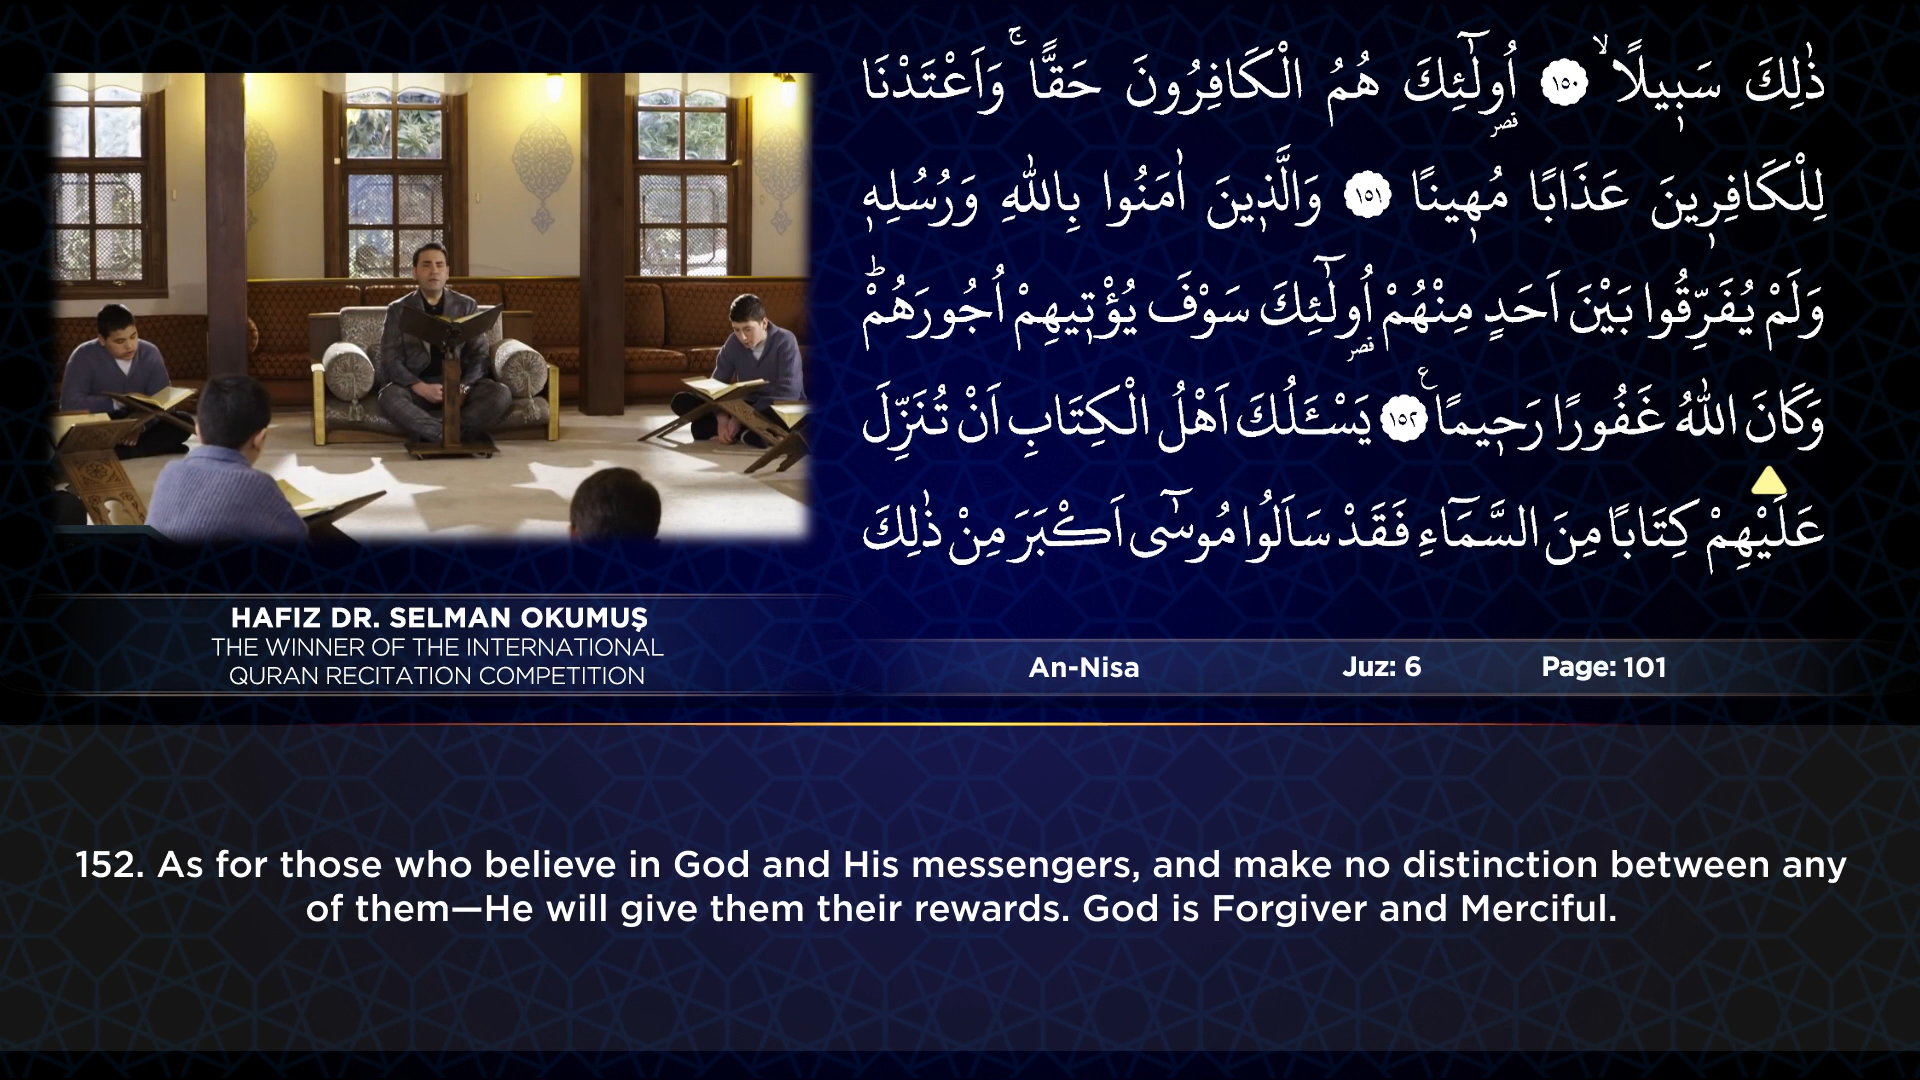 ذٰلِكَ سَبٖيلًاۙ ١٥٠ اُو۬لٰٓئِكَ هُمُ الْكَافِرُونَ حَقًّاۚ وَاَعْتَدْنَا
قصر
لِلْكَافِرٖينَ عَذَابًا مُهٖينًا ١٥١ وَالَّذٖينَ اٰمَنُوا بِاللّٰهِ وَرُسُلِهٖ
وَلَمْ يُفَرِّقُوا بَيْنَ اَحَدٍ مِنْهُمْ اُو۬لٰٓئِكَ سَوْفَ يُؤْتٖيهِمْ اُجُورَهُمْؕ
قصر
وَكَانَ اللّٰهُ غَفُورًا رَحٖيمًا ع ١٥٢ يَسْـَٔلُكَ اَهْلُ الْكِتَابِ اَنْ تُنَزِّلَ
عَلَيْهِمْ كِتَابًا مِنَ السَّمَٓاءِ فَقَدْ سَاَلُوا مُوسٰٓى اَكْبَرَ مِنْ ذٰلِكَ
HAFIZ DR. SELMAN OKUMUŞ
THE WINNER OF THE INTERNATIONAL
QURAN RECITATION COMPETITION
An-Nisa Juz: 6 Page: 101
152. As for those who believe in God and His messengers, and make no distinction between any
of them—He will give them their rewards. God is Forgiver and Merciful.